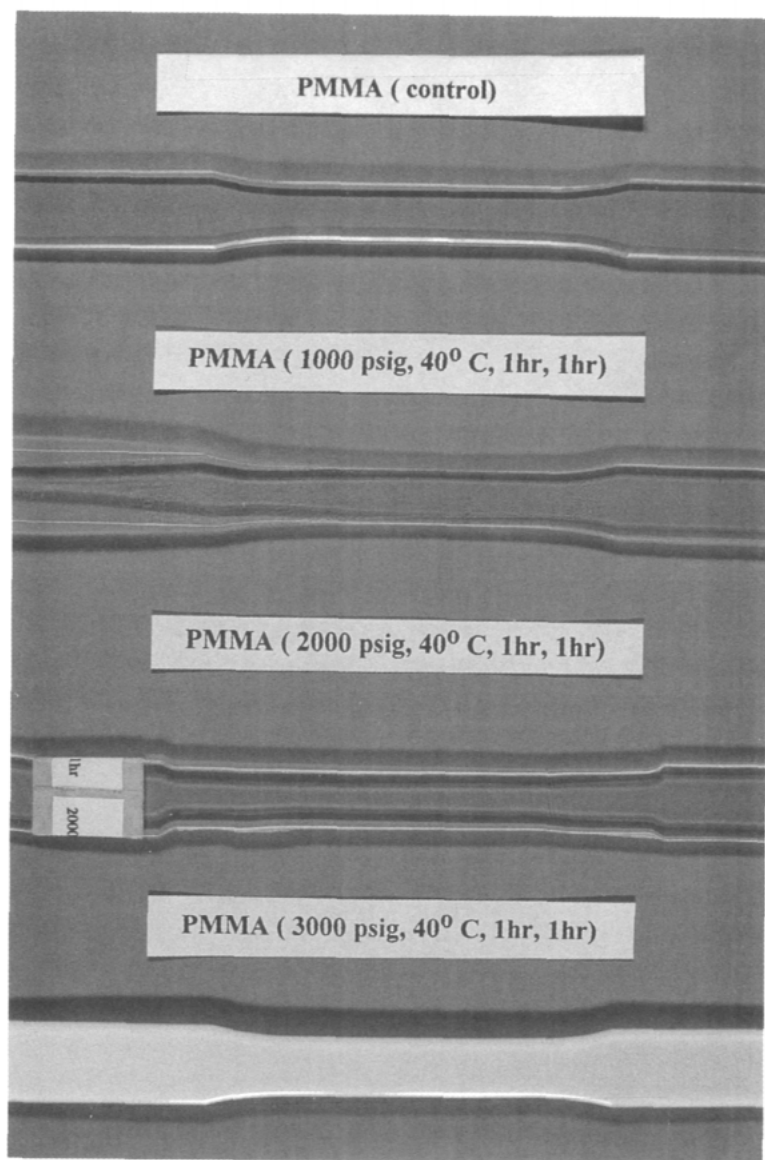 PMMA ( control)
PMMA ( 1000 psig, 40⁰ C, 1hr, 1hr)
PMMA ( 2000 psig, 40⁰ C, 1hr, 1hr)
1hr
2000
PMMA ( 3000 psig, 40⁰ C, 1hr, 1hr)